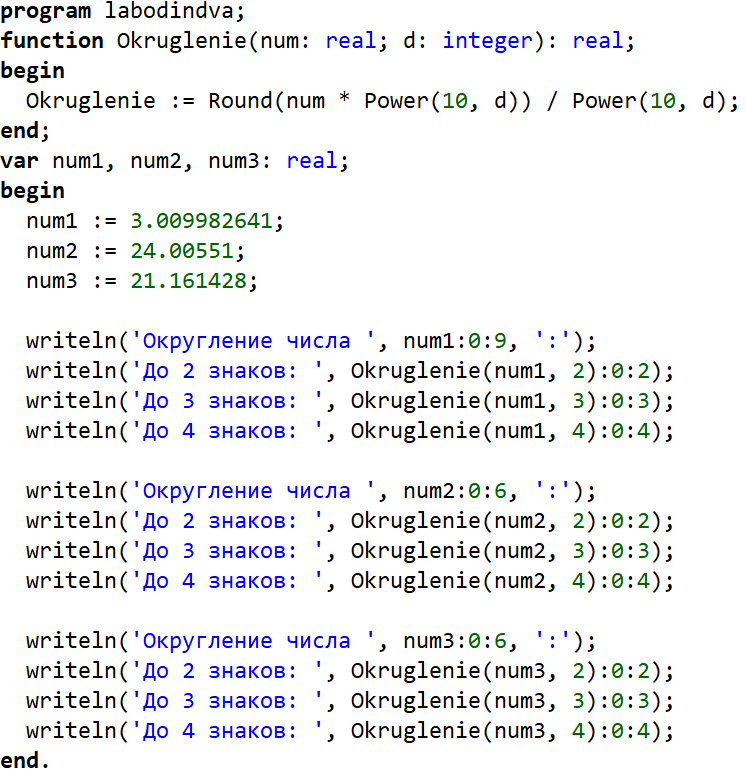 program labodindva;
function Okruglenie(num: real; d: integer): real;
begin
  Okruglenie := Round(num * Power(10, d)) / Power(10, d);
end;
var num1, num2, num3: real;
begin
  num1 := 3.009982641;
  num2 := 24.00551;
  num3 := 21.161428;

  writeln('Округление числа ', num1:0:9, ':');
  writeln('До 2 знаков: ', Okruglenie(num1, 2):0:2);
  writeln('До 3 знаков: ', Okruglenie(num1, 3):0:3);
  writeln('До 4 знаков: ', Okruglenie(num1, 4):0:4);

  writeln('Округление числа ', num2:0:6, ':');
  writeln('До 2 знаков: ', Okruglenie(num2, 2):0:2);
  writeln('До 3 знаков: ', Okruglenie(num2, 3):0:3);
  writeln('До 4 знаков: ', Okruglenie(num2, 4):0:4);

  writeln('Округление числа ', num3:0:6, ':');
  writeln('До 2 знаков: ', Okruglenie(num3, 2):0:2);
  writeln('До 3 знаков: ', Okruglenie(num3, 3):0:3);
  writeln('До 4 знаков: ', Okruglenie(num3, 4):0:4);
end.